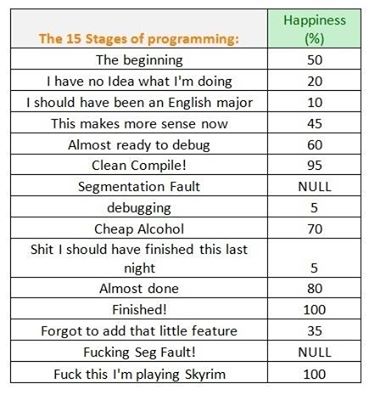 The 15 Stages of programming: Happiness (%)
The beginning 50
I have no Idea what I'm doing 20
I should have been an English major 10
This makes more sense now 45
Almost ready to debug 60
Clean Compile! 95
Segmentation Fault NULL
debugging 5
Cheap Alcohol 70
Shit I should have finished this last
night 5
Almost done 80
Finished! 100
Forgot to add that little feature 35
Fucking Seg Fault! NULL
Fuck this I'm playing Skyrim 100